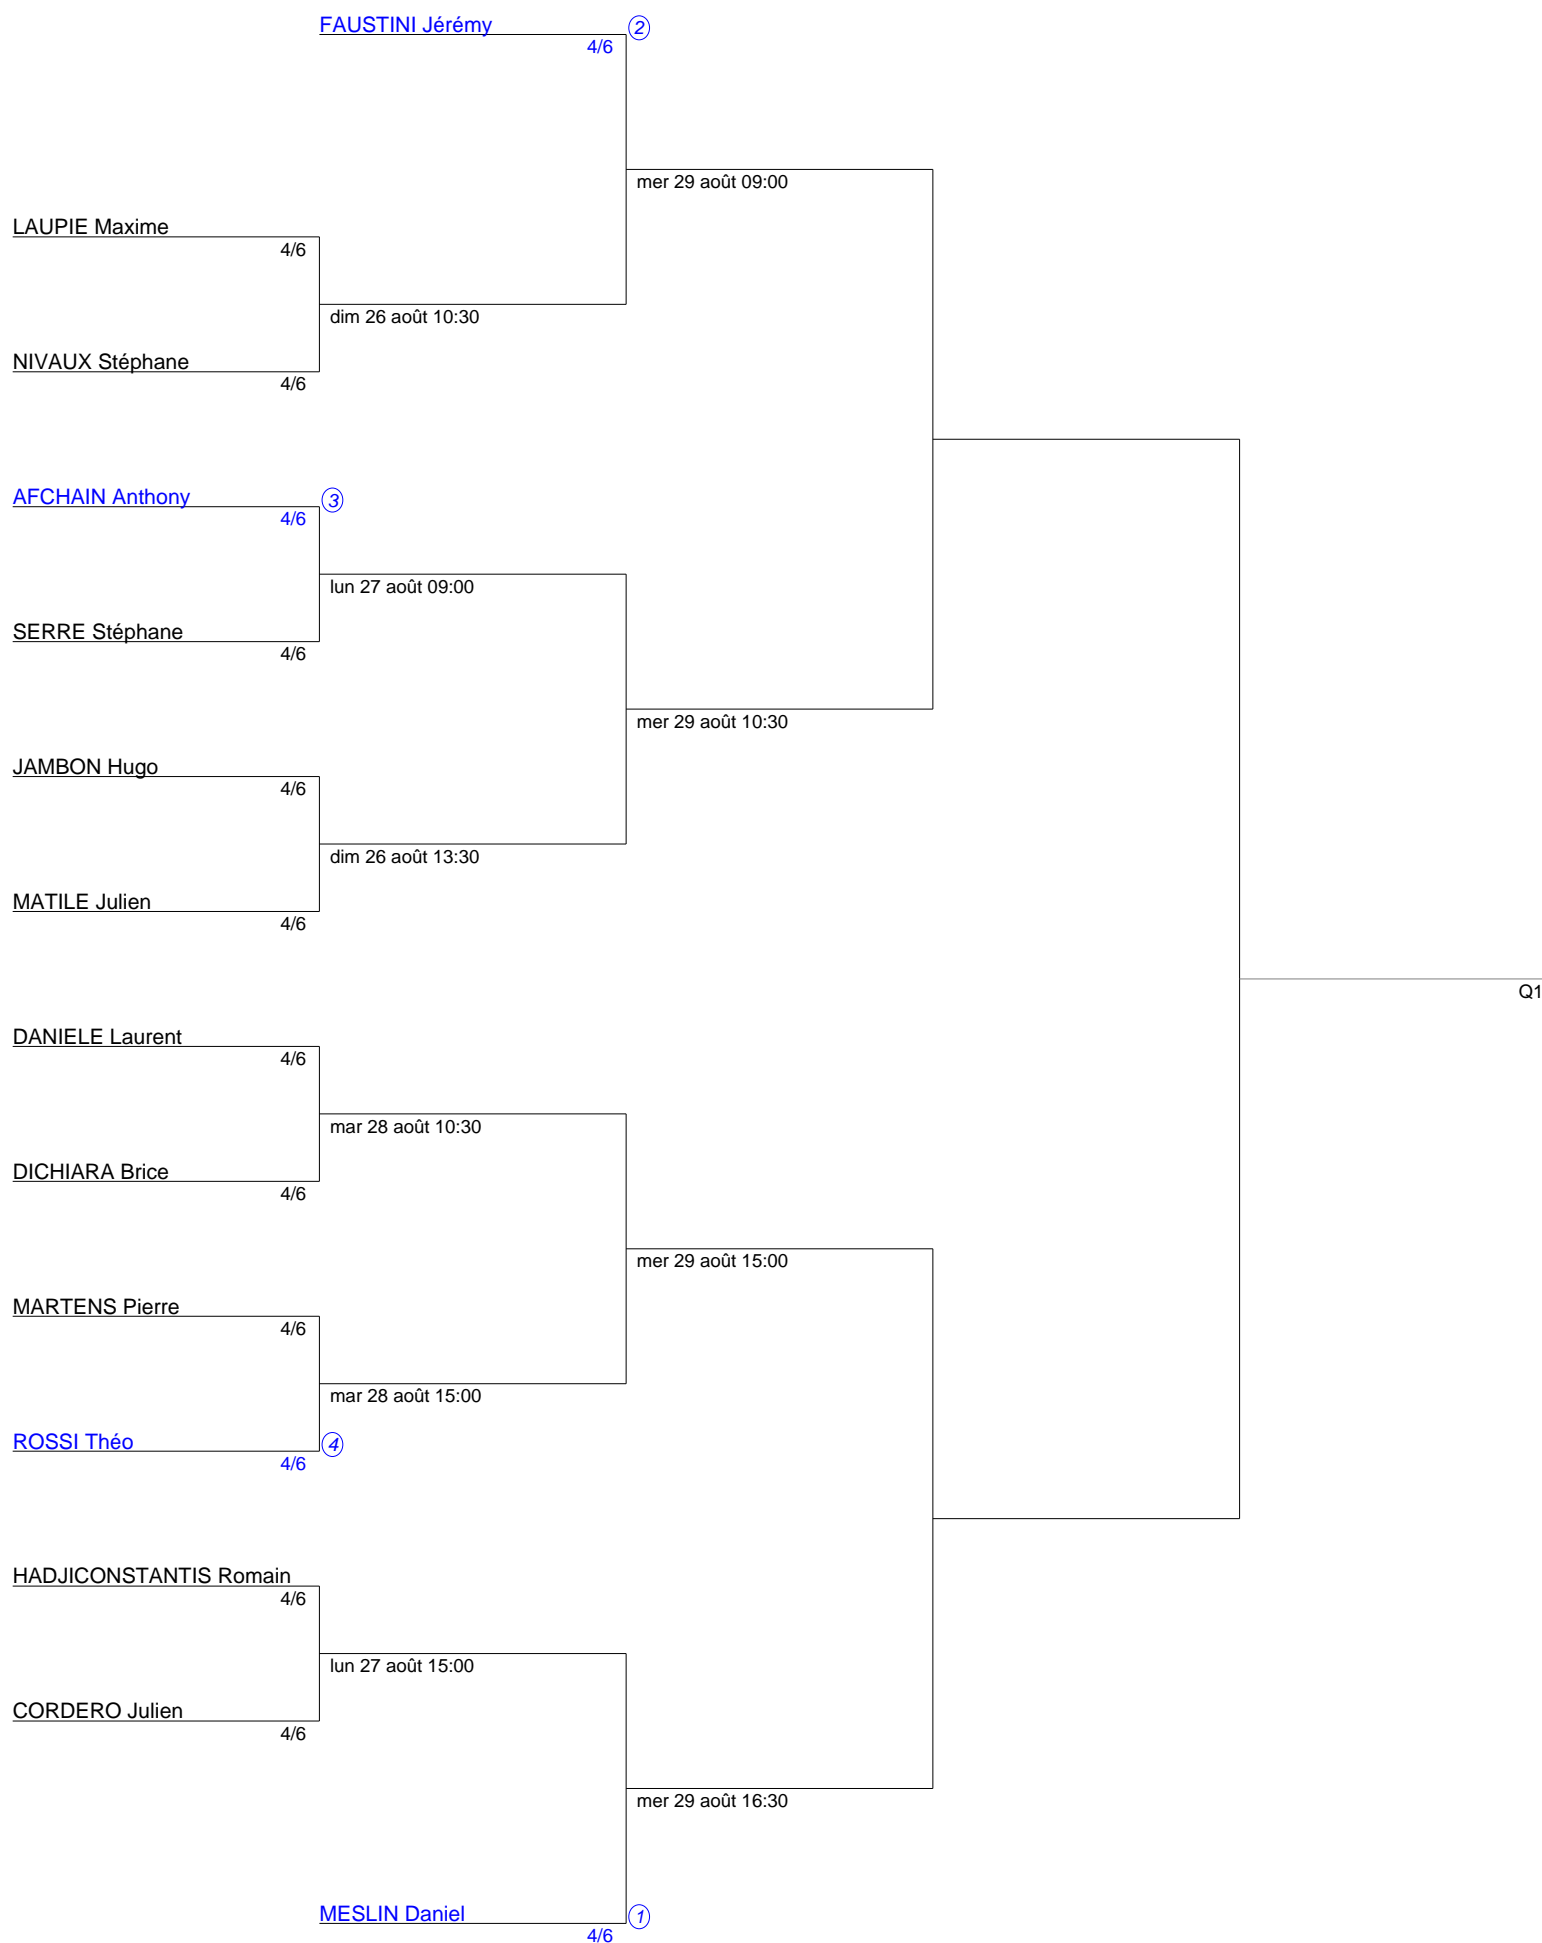 FAUSTINI Jérémy
2
4/6
mer 29 août 09:00
LAUPIE Maxime
4/6
dim 26 août 10:30
NIVAUX Stéphane
4/6
AFCHAIN Anthony
3
4/6
lun 27 août 09:00
SERRE Stéphane
4/6
mer 29 août 10:30
JAMBON Hugo
4/6
dim 26 août 13:30
MATILE Julien
4/6
Q1
DANIELE Laurent
4/6
mar 28 août 10:30
DICHIARA Brice
4/6
mer 29 août 15:00
MARTENS Pierre
4/6
mar 28 août 15:00
ROSSI Théo
4
4/6
HADJICONSTANTIS Romain
4/6
lun 27 août 15:00
CORDERO Julien
4/6
mer 29 août 16:30
MESLIN Daniel
1
4/6